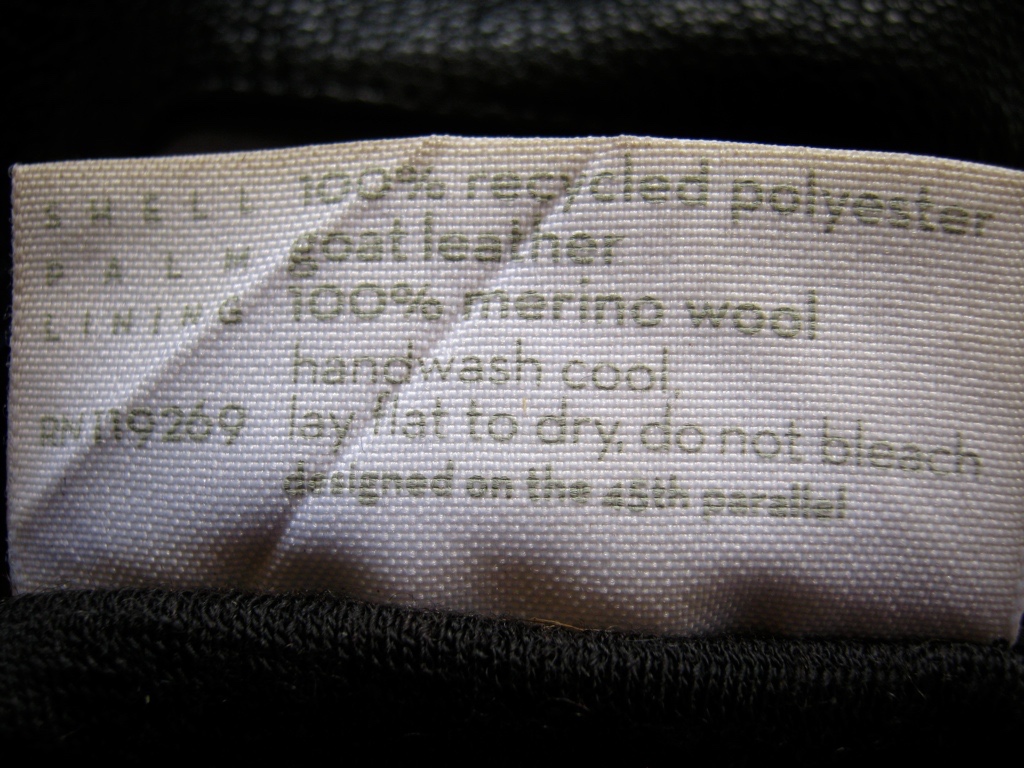 SHELL 100% recycled polyester
PALM goat leather
LINING 100% merino wool
handwash cool
RN 119269 lay flat to dry, do not bleach
designed on the 45th parallel